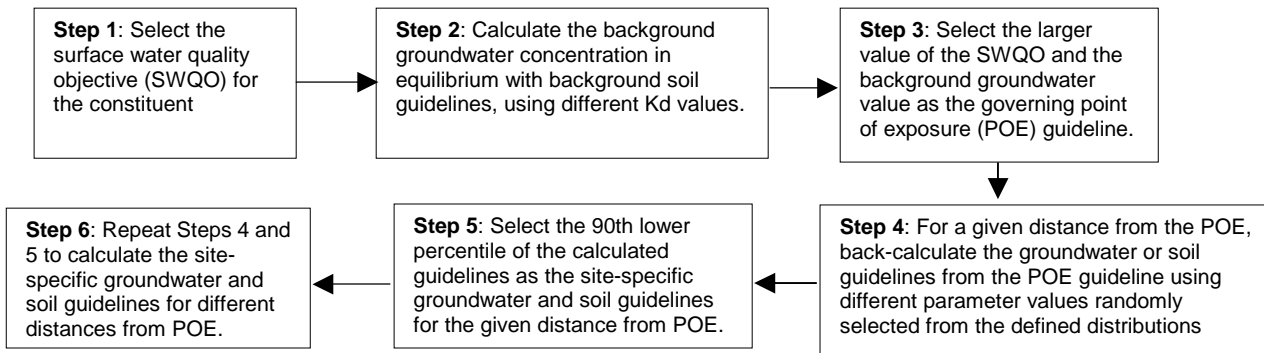 Step 1: Select the
surface water quality
objective (SWQO) for
the constituent
Step 2: Calculate the background
groundwater concentration in
equilibrium with background soil
guidelines, using different Kd values.
Step 3: Select the larger
value of the SWQO and the
background groundwater
value as the governing point
of exposure (POE) guideline.
Step 4: For a given distance from the POE,
back-calculate the groundwater or soil
guidelines from the POE guideline using
different parameter values randomly
selected from the defined distributions
Step 5: Select the 90th lower
percentile of the calculated
guidelines as the site-specific
groundwater and soil guidelines
for the given distance from POE.
Step 6: Repeat Steps 4 and
5 to calculate the site-
specific groundwater and
soil guidelines for different
distances from POE.